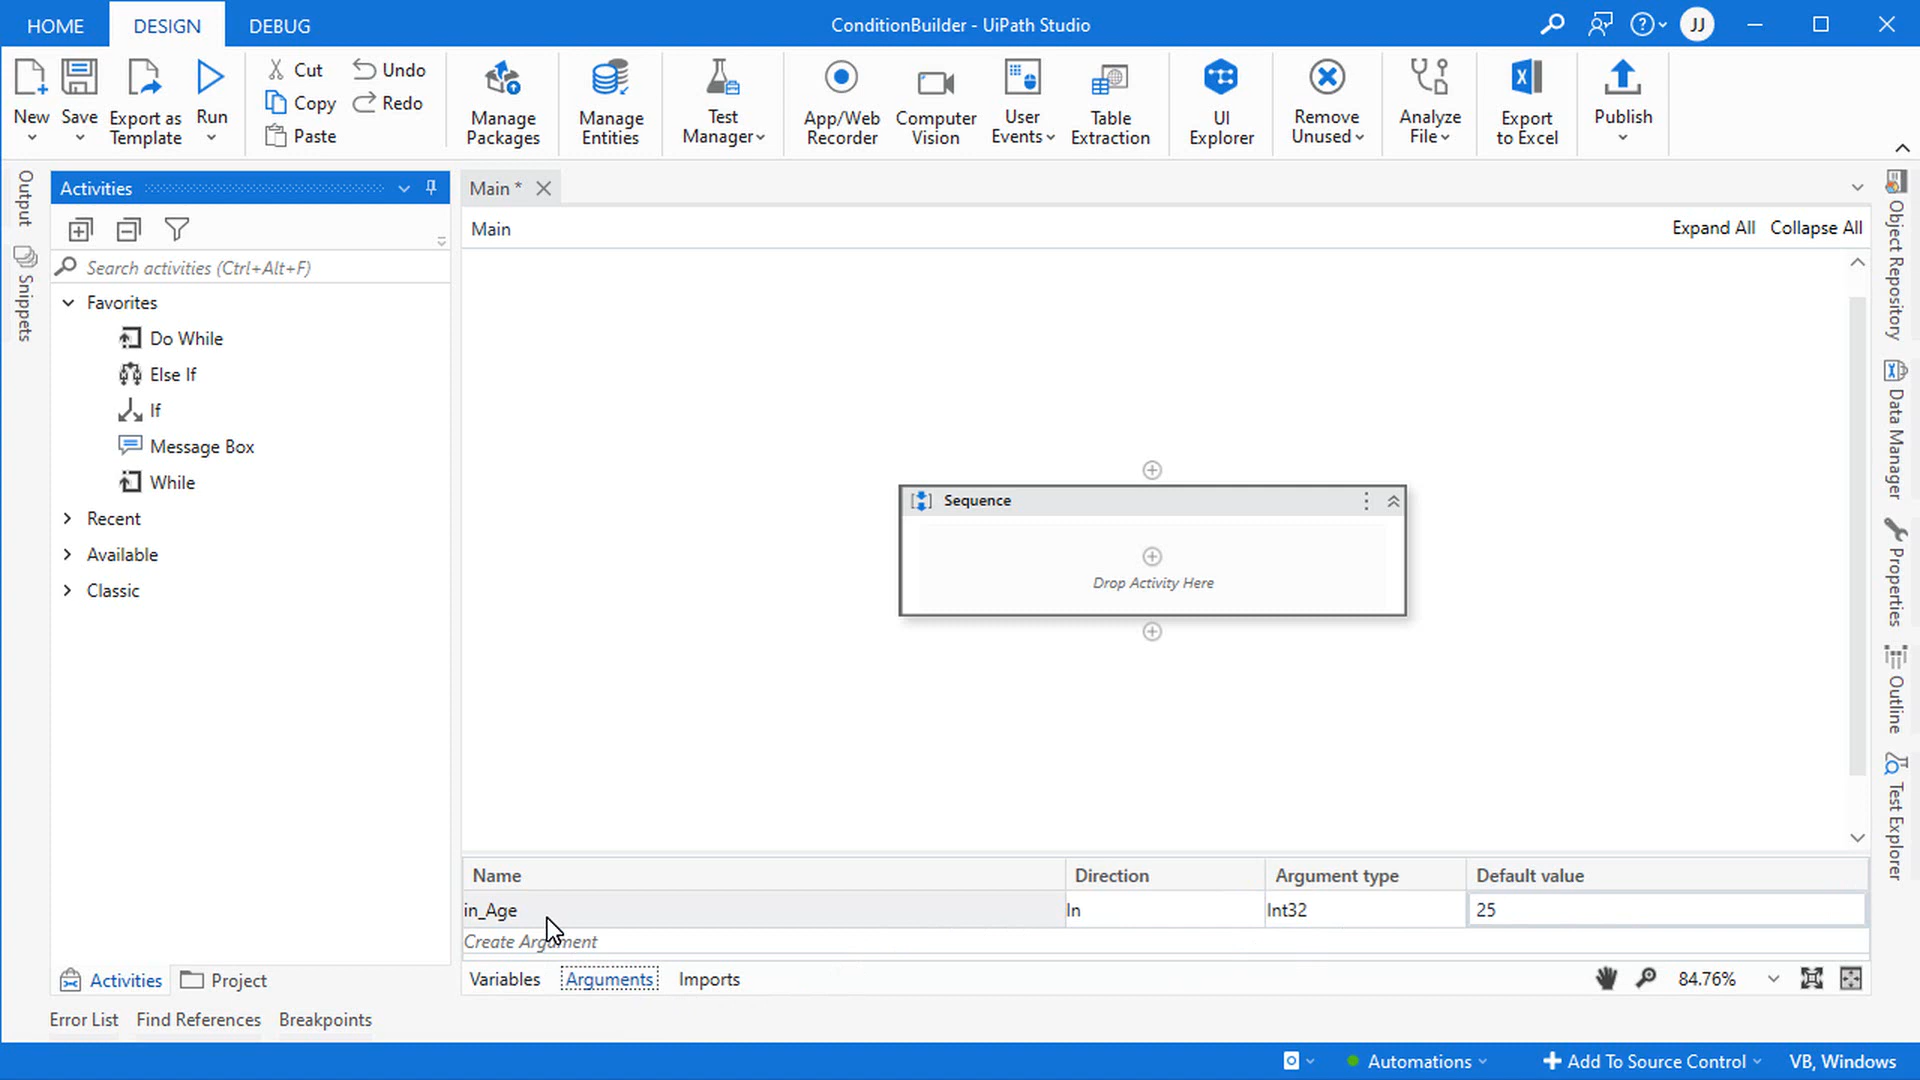 HOME DESIGN DEBUG ConditionBuilder - UiPath Studio JJ
New Save Export as Template Run
Cut Undo
Copy Redo
Paste
Manage Packages
Manage Entities
Test Manager
App/Web Recorder
Computer Vision
User Events
Table Extraction
UI Explorer
Remove Unused
Analyze File
Export to Excel
Publish
Output
Snippets
Activities
Search activities (Ctrl+Alt+F)
Favorites
Do While
Else If
If
Message Box
While
Recent
Available
Classic
Main *
Main Expand All Collapse All
Sequence
Drop Activity Here
Object Repository
Data Manager
Properties
Outline
Test Explorer
Name Direction Argument type Default value
in_Age In Int32 25
Create Argument
Variables Arguments Imports 84.76%
Activities Project
Error List Find References Breakpoints
Automations Add To Source Control VB, Windows